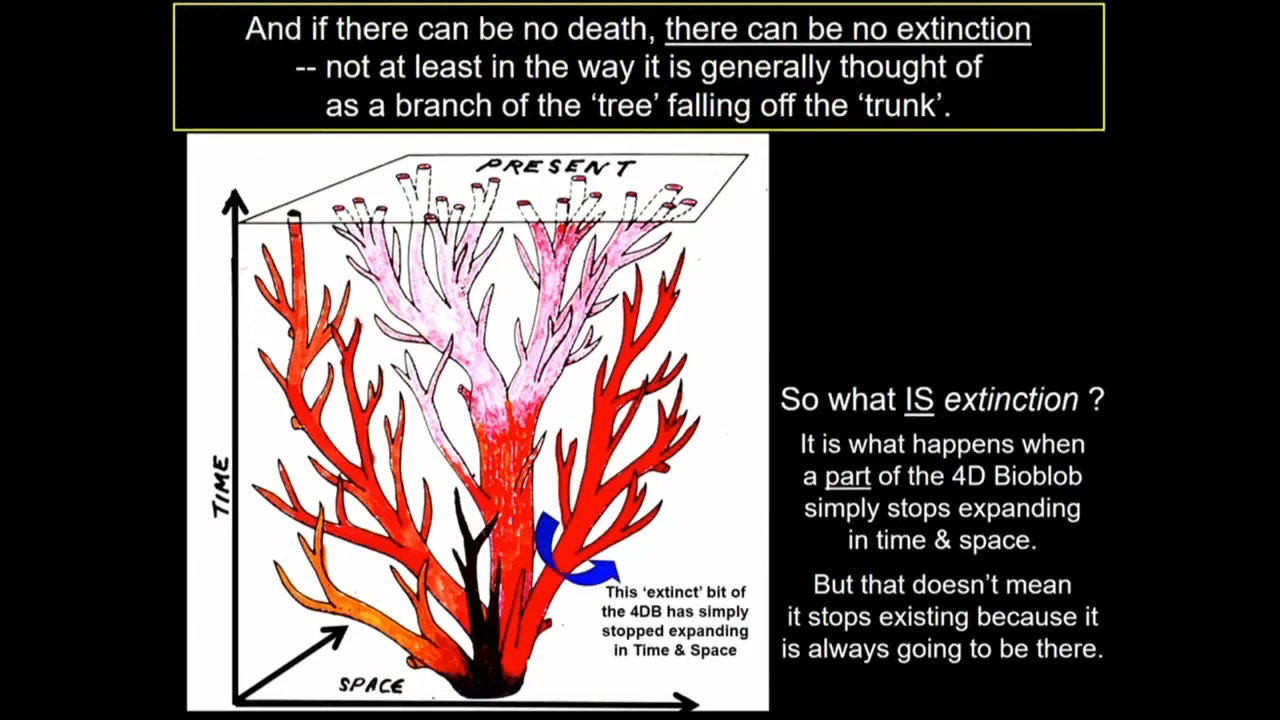 And if there can be no death, there can be no extinction
-- not at least in the way it is generally thought of
as a branch of the ‘tree’ falling off the ‘trunk’.
PRESENT
TIME
SPACE
This ‘extinct’ bit of
the 4DB has simply
stopped expanding
in Time & Space
So what IS extinction ?
It is what happens when
a part of the 4D Bioblob
simply stops expanding
in time & space.
But that doesn’t mean
it stops existing because it
is always going to be there.